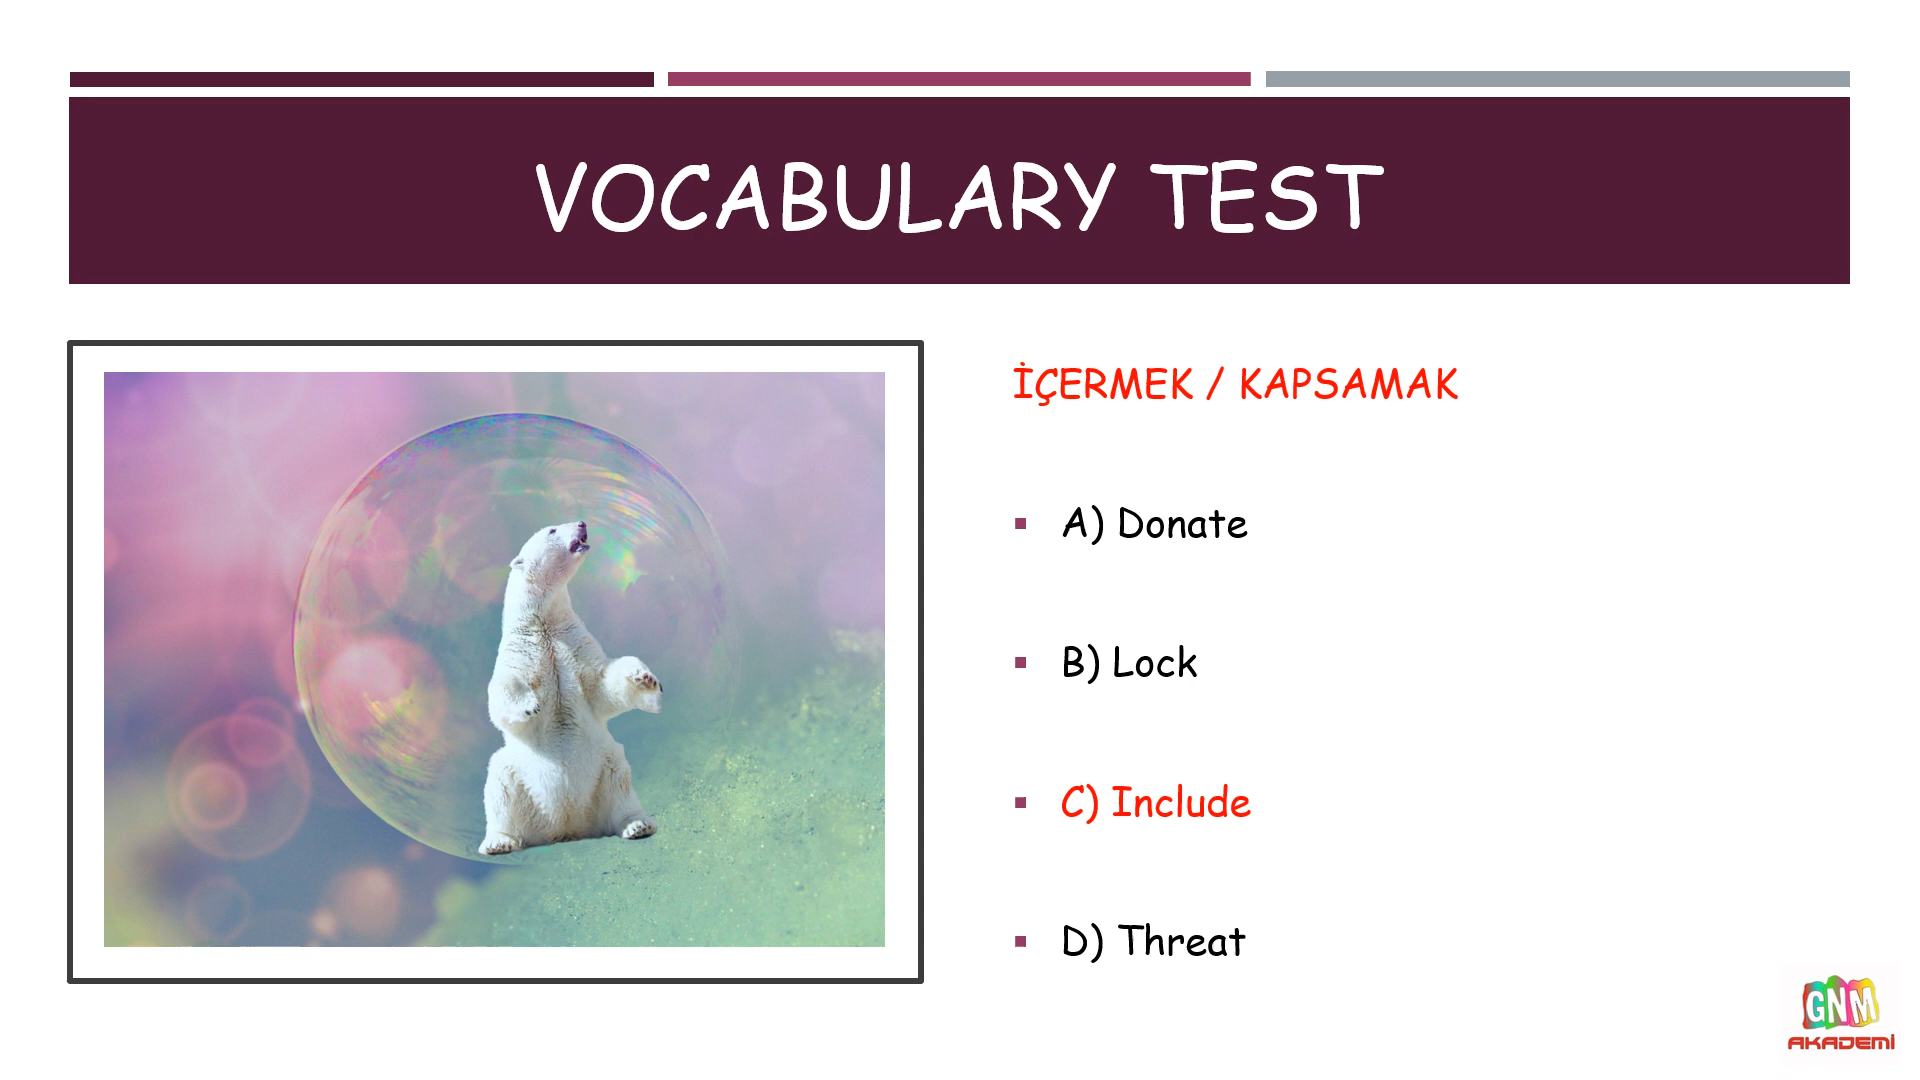 VOCABULARY TEST
İÇERMEK / KAPSAMAK
A) Donate
B) Lock
C) Include
D) Threat
GNM
AKADEMİ